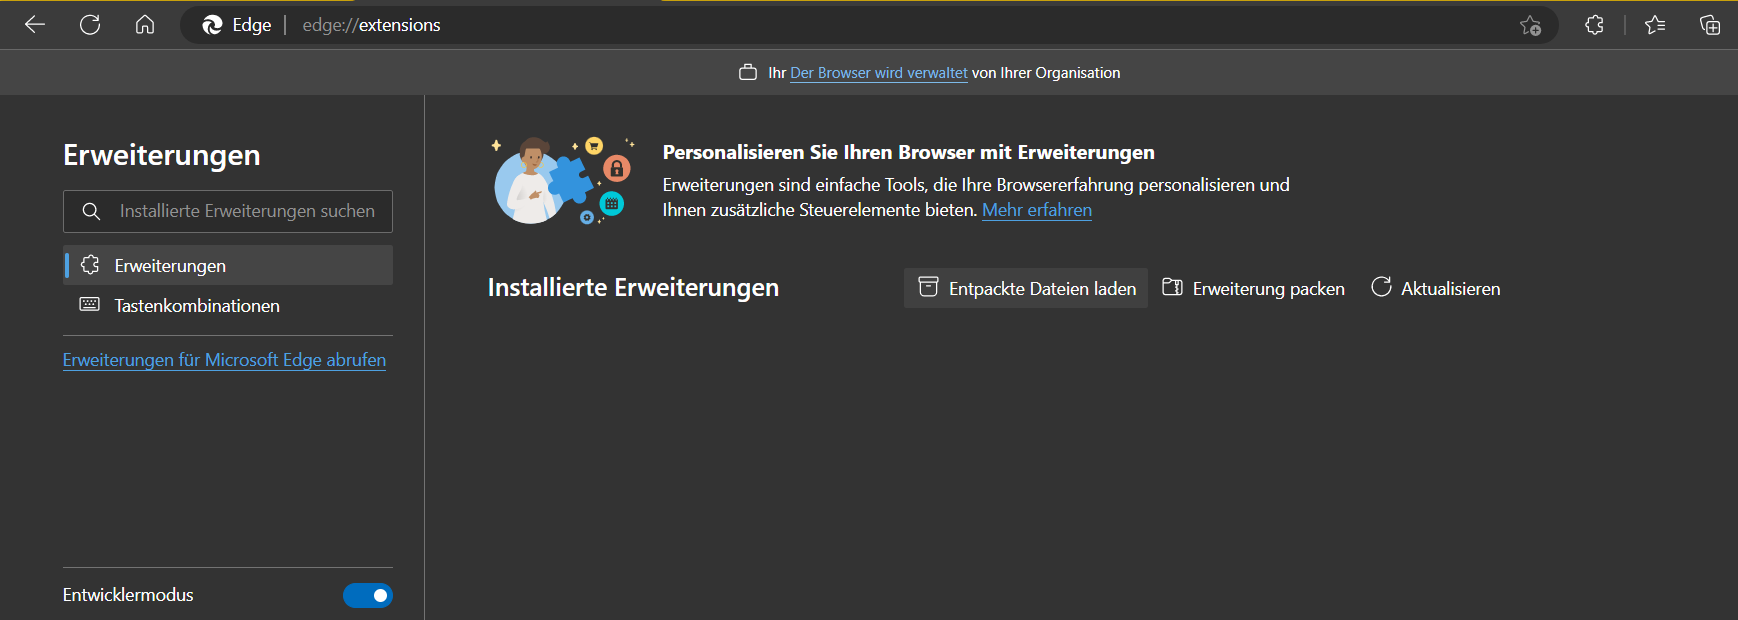 Edge | edge://extensions
Ihr Der Browser wird verwaltet von Ihrer Organisation
Erweiterungen
Installierte Erweiterungen suchen
Erweiterungen
Tastenkombinationen
Erweiterungen für Microsoft Edge abrufen
Entwicklermodus
Personalisieren Sie Ihren Browser mit Erweiterungen
Erweiterungen sind einfache Tools, die Ihre Browsererfahrung personalisieren und
Ihnen zusätzliche Steuerelemente bieten. Mehr erfahren
Installierte Erweiterungen
Entpackte Dateien laden
Erweiterung packen
Aktualisieren